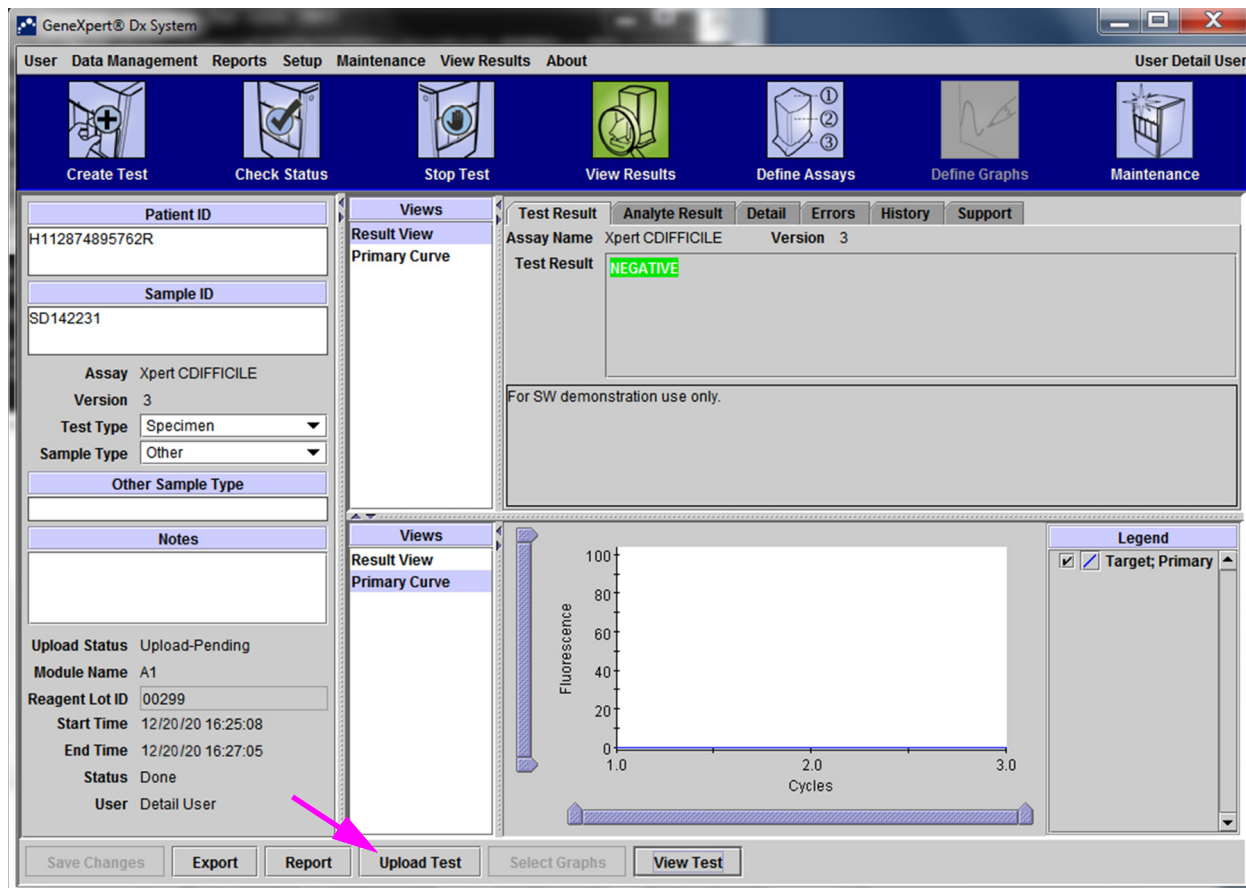 GeneXpert® Dx System
User Data Management Reports Setup Maintenance View Results About User Detail User
Create Test Check Status Stop Test View Results Define Assays Define Graphs Maintenance
① ② ③
Patient ID
H112874895762R
Sample ID
SD142231
Assay Xpert CDIFFICILE
Version 3
Test Type Specimen
Sample Type Other
Other Sample Type
Notes
Upload Status Upload-Pending
Module Name A1
Reagent Lot ID 00299
Start Time 12/20/20 16:25:08
End Time 12/20/20 16:27:05
Status Done
User Detail User
Views
Result View
Primary Curve
Test Result Analyte Result Detail Errors History Support
Assay Name Xpert CDIFFICILE Version 3
Test Result NEGATIVE
For SW demonstration use only.
Views
Result View
Primary Curve
Fluorescence
100
80
60
40
20
0
1.0 2.0 3.0
Cycles
Legend
Target; Primary
Save Changes Export Report Upload Test Select Graphs View Test